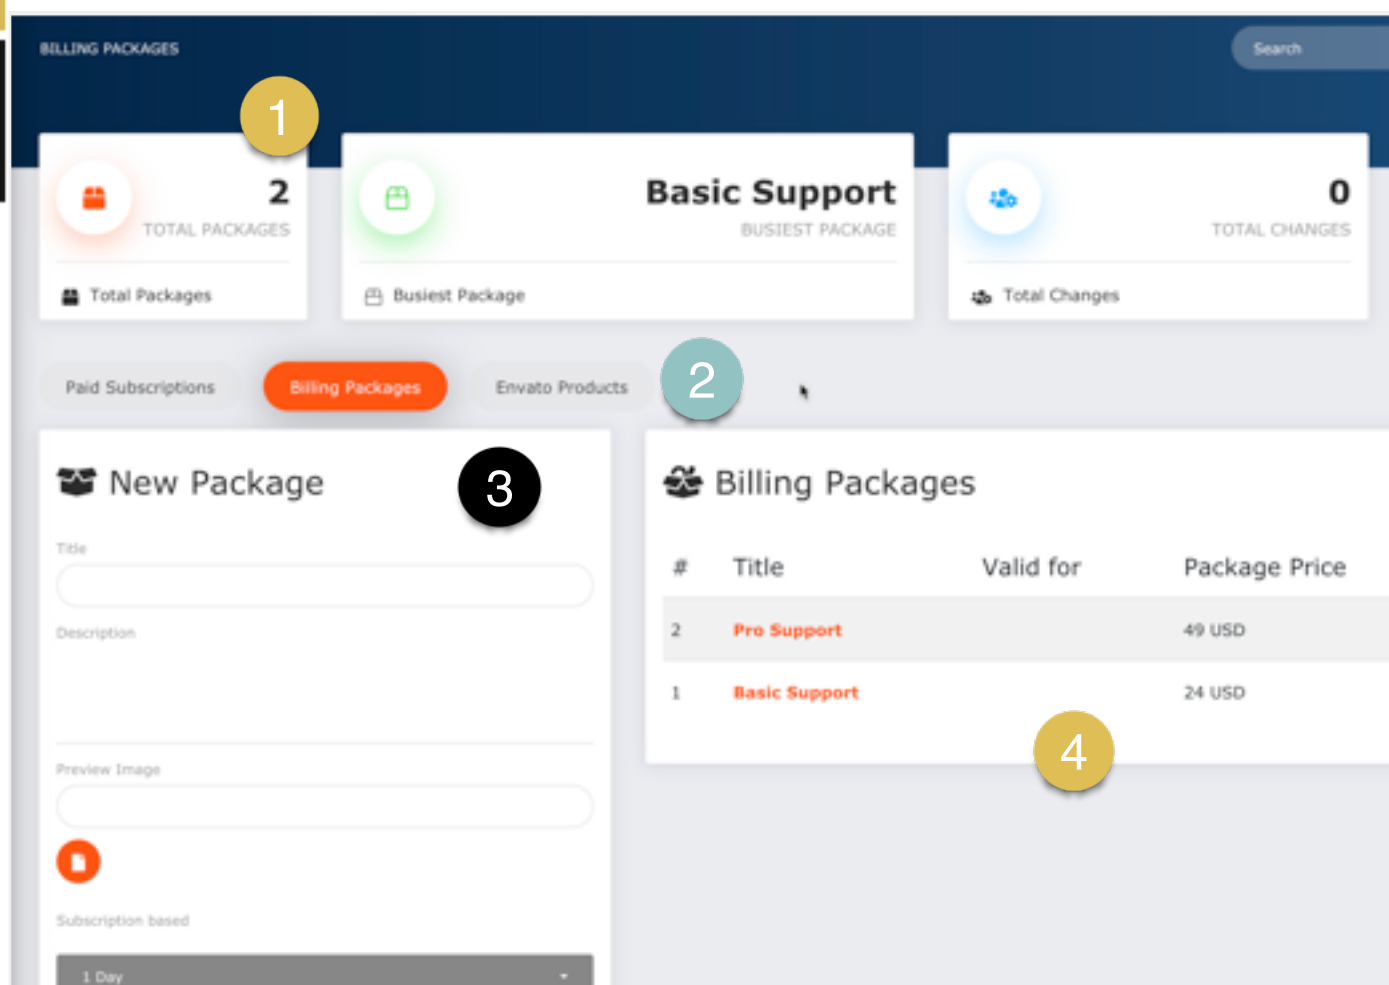 BILLING PACKAGES
Search
1
2
TOTAL PACKAGES
Total Packages
Basic Support
BUSIEST PACKAGE
Busiest Package
0
TOTAL CHANGES
Total Changes
Paid Subscriptions
Billing Packages
Envato Products
2
New Package
3
Title
Description
Preview Image
Subscription based
1 Day
Billing Packages
# Title Valid for Package Price
2 Pro Support 49 USD
1 Basic Support 24 USD
4